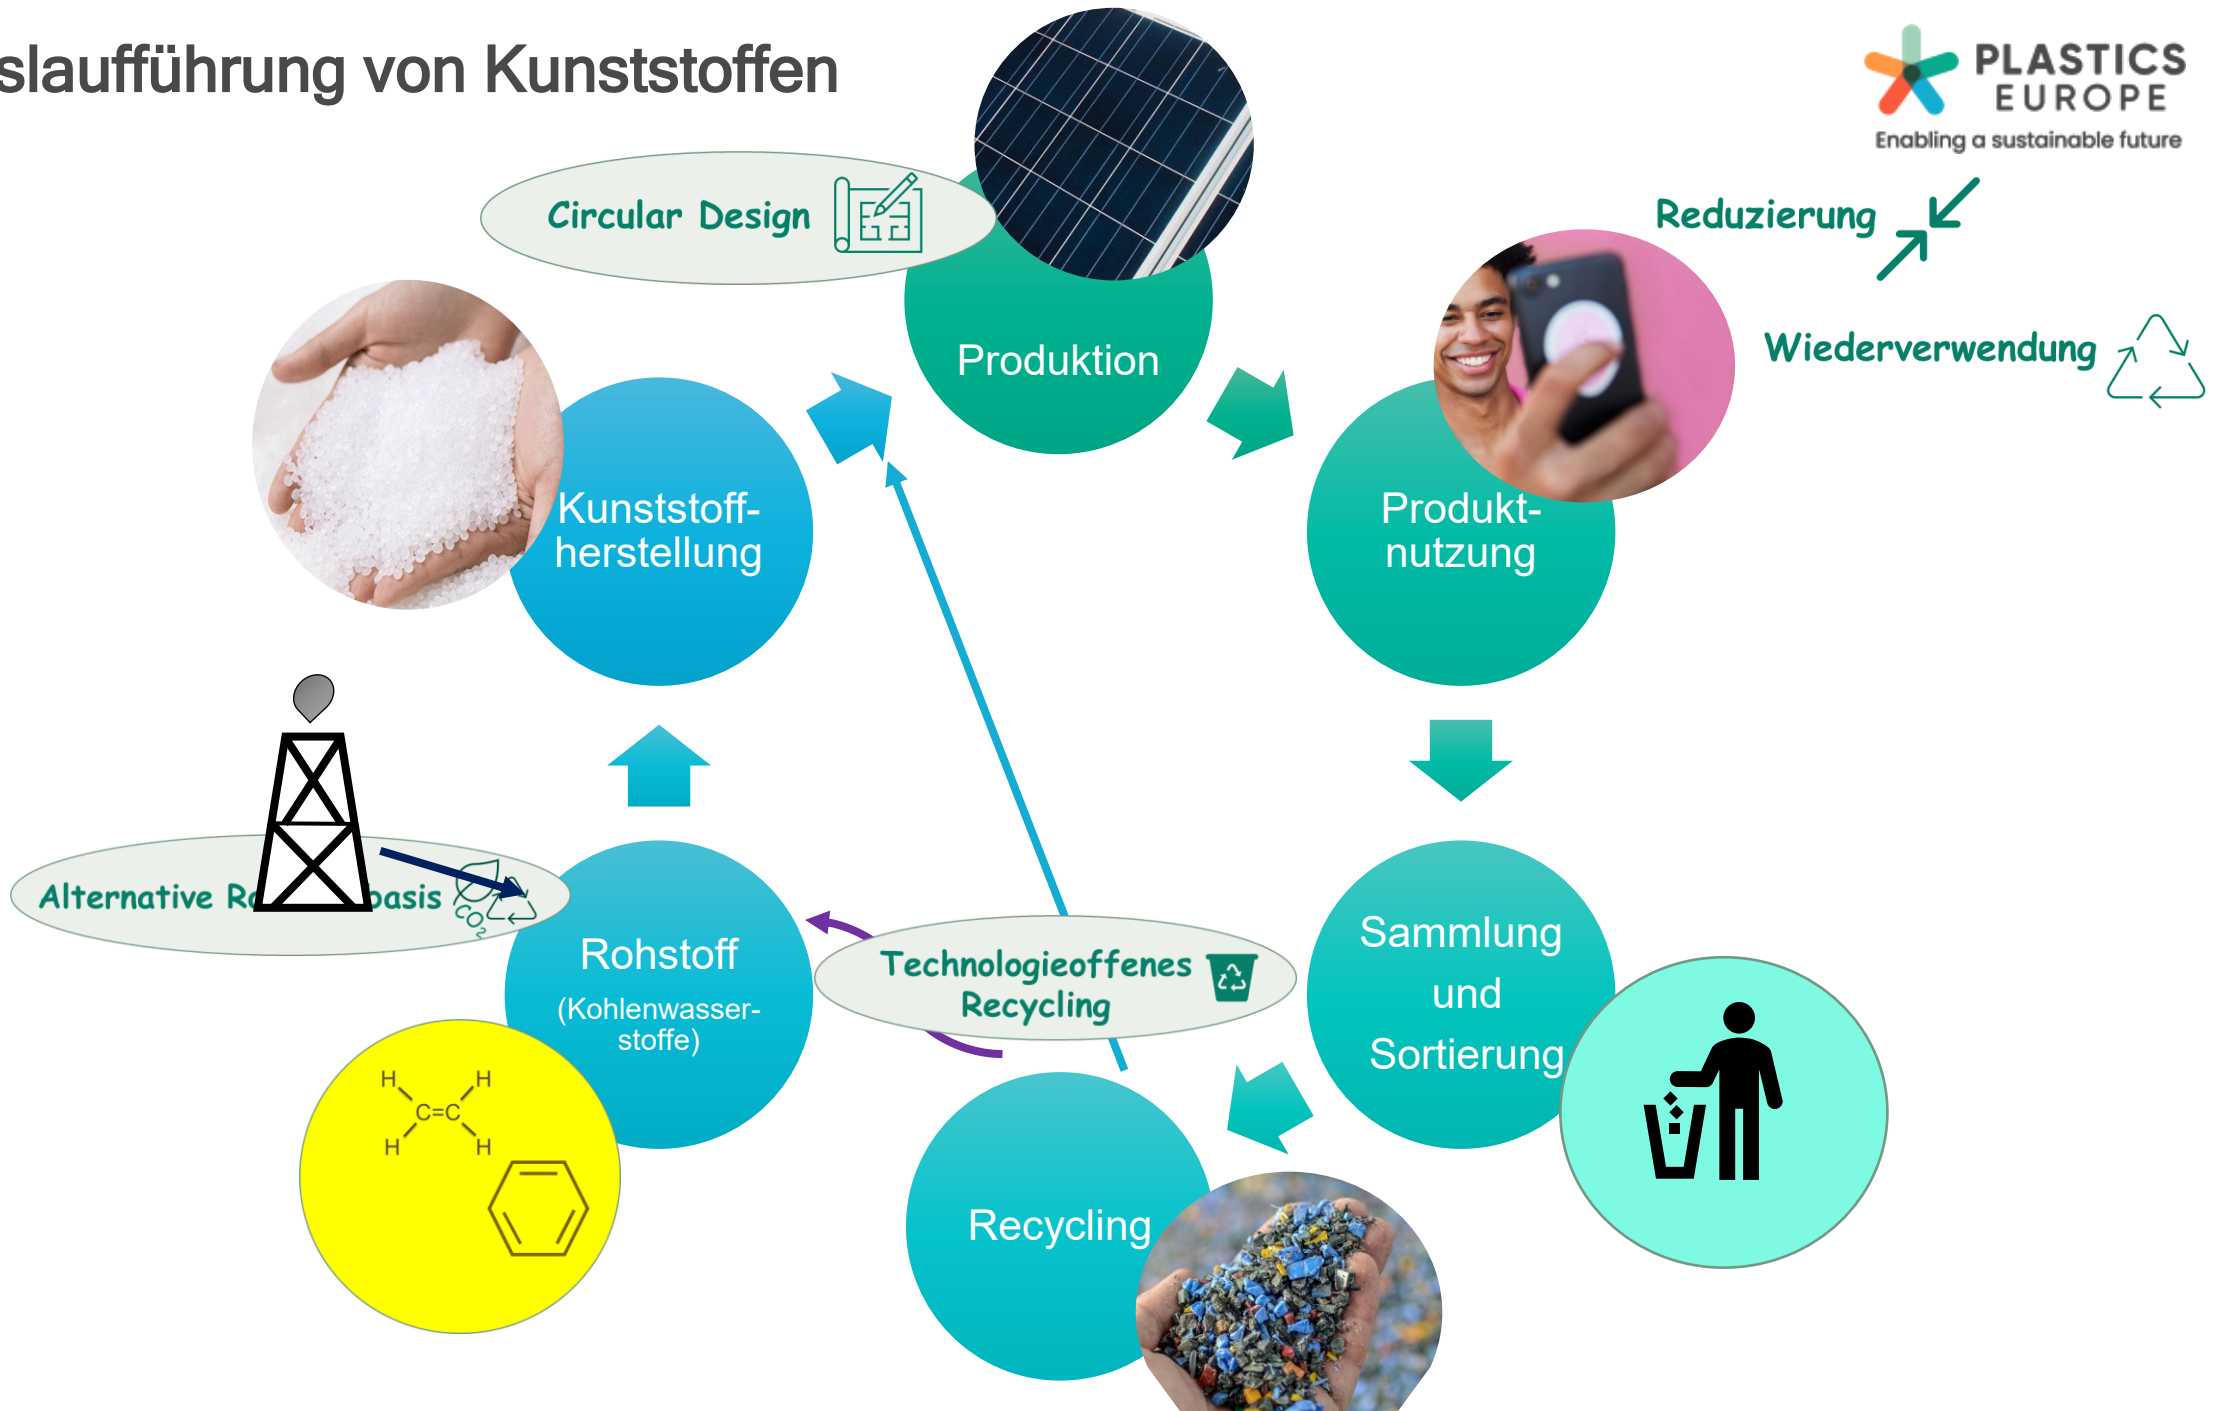 slaufführung von Kunststoffen
PLASTICS
EUROPE
Enabling a sustainable future
Circular Design
Reduzierung
Wiederverwendung
Produktion
Kunststoff-
herstellung
Produkt-
nutzung
Alternative
basis
CO2
Rohstoff
(Kohlenwasser-
stoffe)
Technologieoffenes
Recycling
Sammlung
und
Sortierung
H H
C=C
H H
Recycling